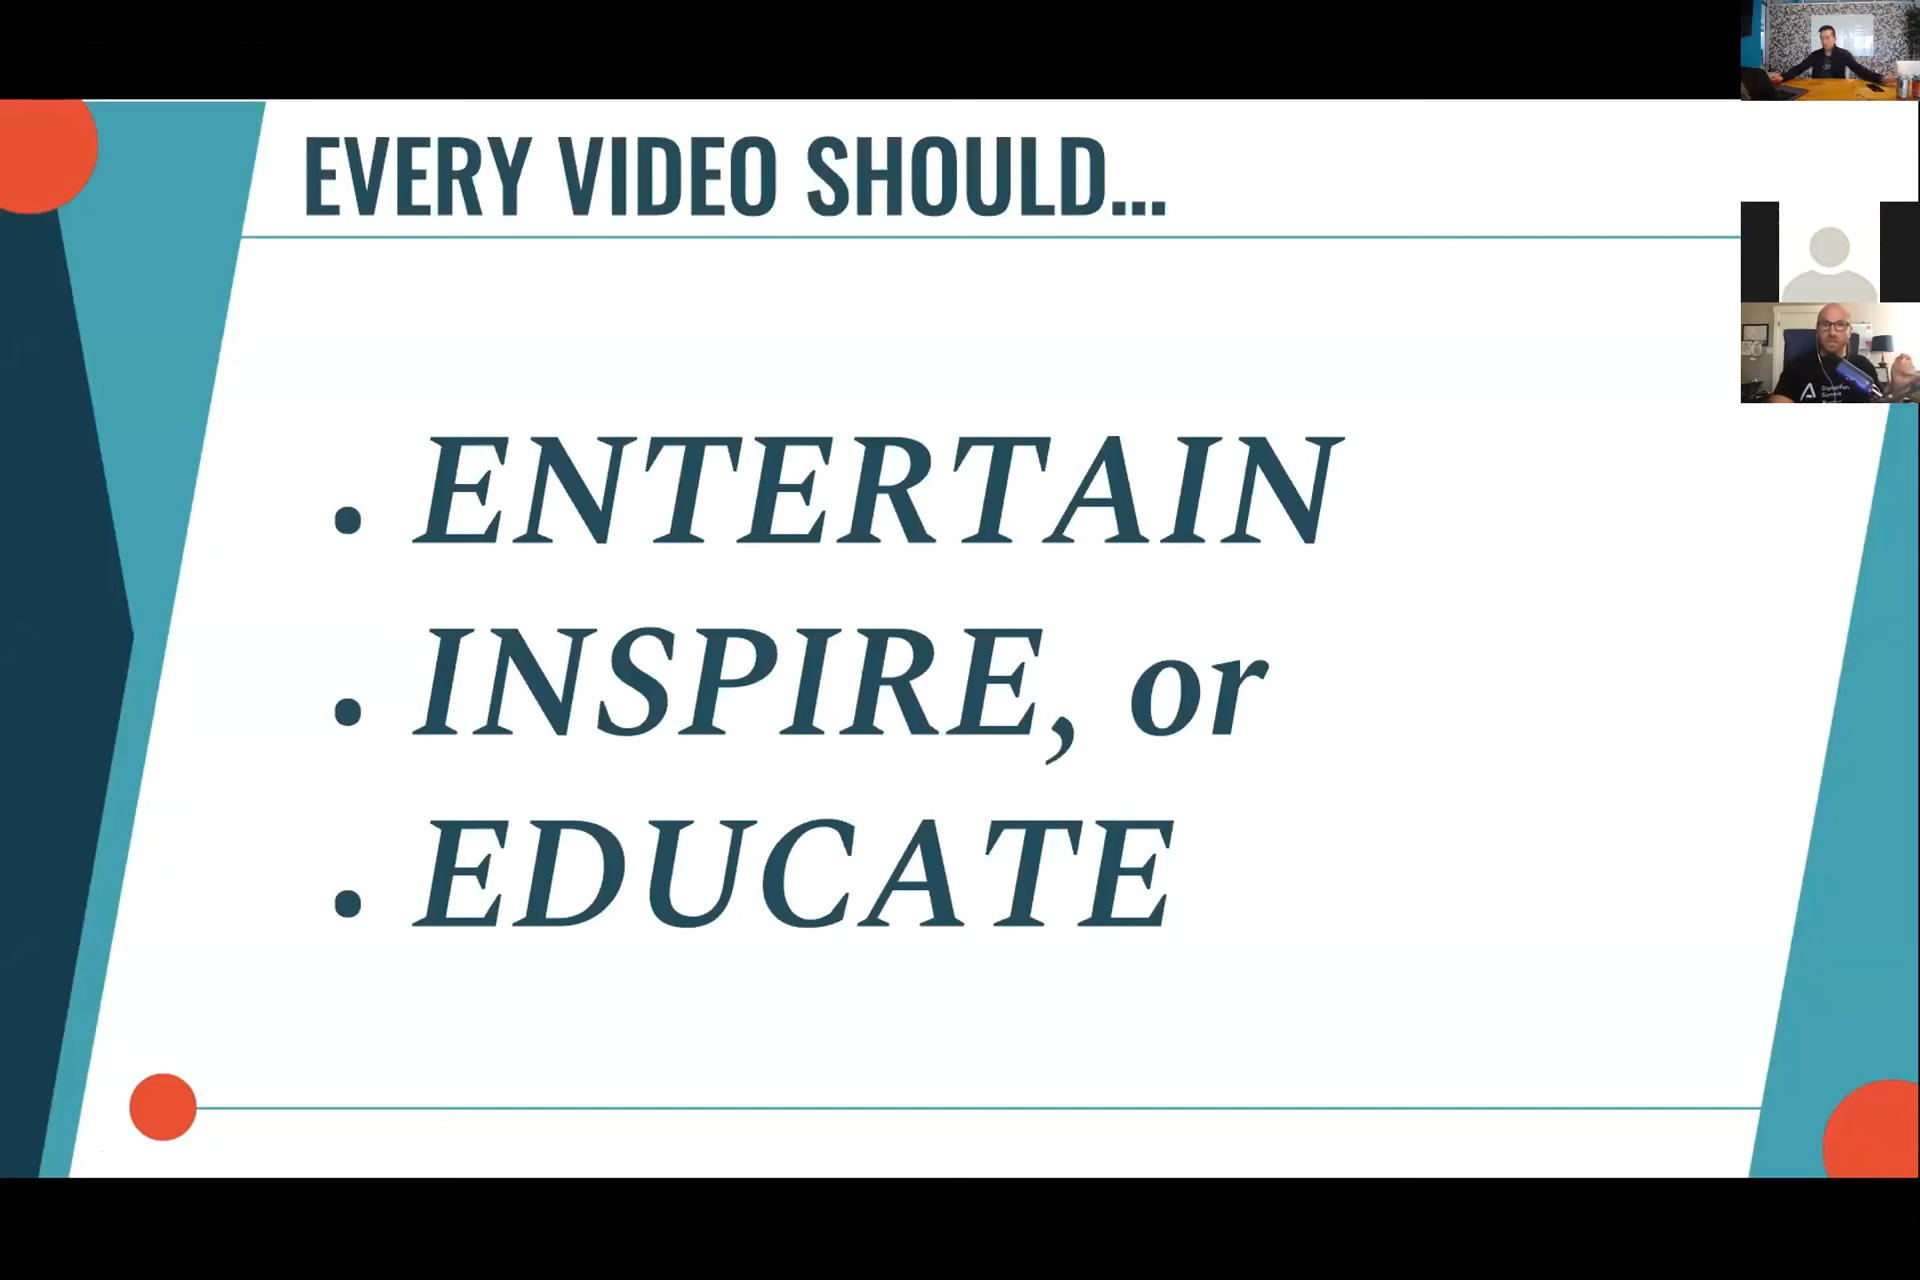 EVERY VIDEO SHOULD...
• ENTERTAIN
• INSPIRE, or
• EDUCATE